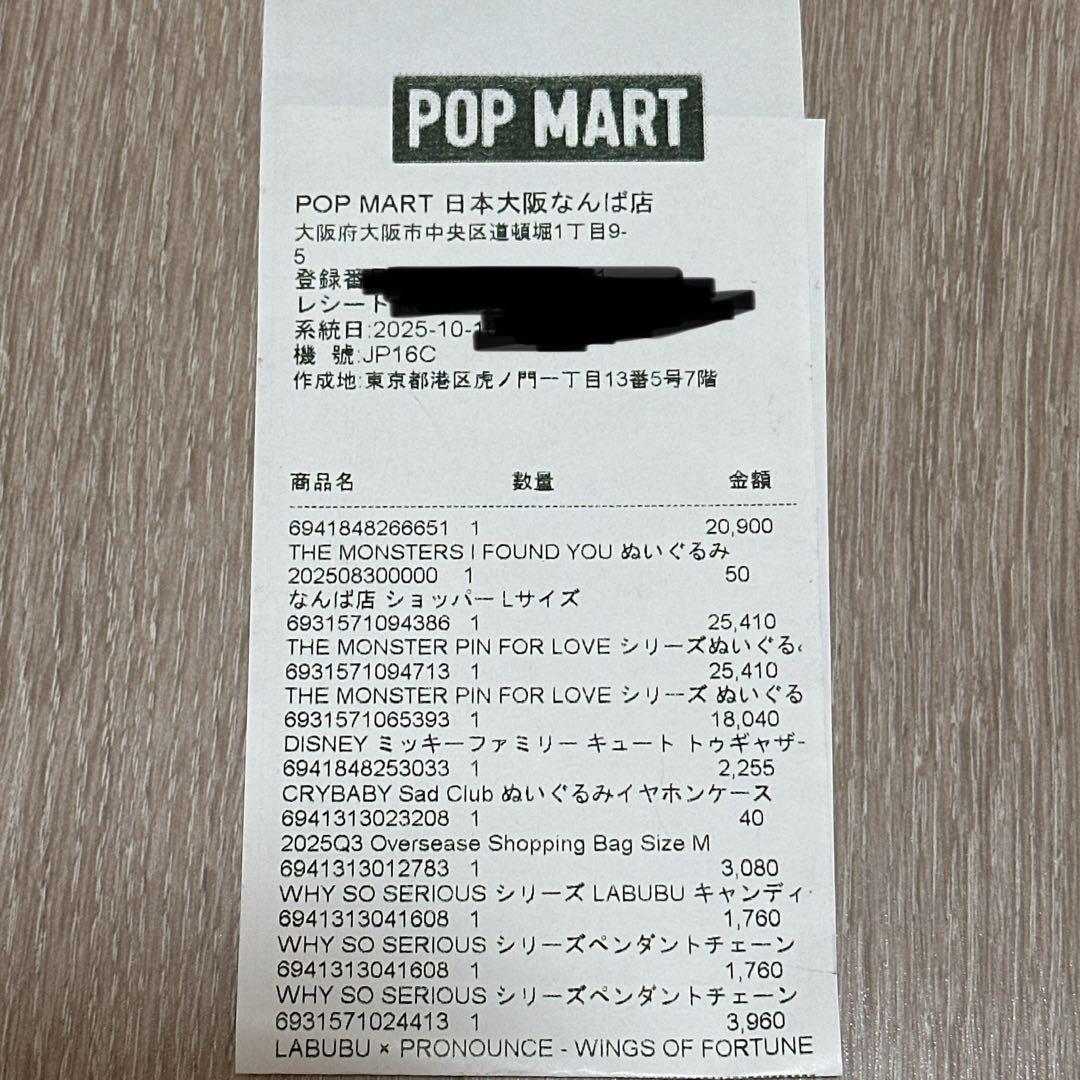 POP MART
POP MART 日本大阪なんば店
大阪府大阪市中央区道頓堀1丁目9-
5
登録番
レシート
系統日:2025-10-
機 號:JP16C
作成地:東京都港区虎ノ門一丁目13番5号7階
商品名 数量 金額
6941848266651 1 20,900
THE MONSTERS I FOUND YOU ぬいぐるみ
202508300000 1 50
なんば店 ショッパー Lサイズ
6931571094386 1 25,410
THE MONSTER PIN FOR LOVE シリーズぬいぐる
6931571094713 1 25,410
THE MONSTER PIN FOR LOVE シリーズ ぬいぐる
6931571065393 1 18,040
DISNEY ミッキーファミリー キュート トゥギャザー
6941848253033 1 2,255
CRYBABY Sad Club ぬいぐるみイヤホンケース
6941313023208 1 40
2025Q3 Oversease Shopping Bag Size M
6941313012783 1 3,080
WHY SO SERIOUS シリーズ LABUBU キャンディ
6941313041608 1 1,760
WHY SO SERIOUS シリーズペンダントチェーン
6941313041608 1 1,760
WHY SO SERIOUS シリーズペンダントチェーン
6931571024413 1 3,960
LABUBU × PRONOUNCE - WINGS OF FORTUNE